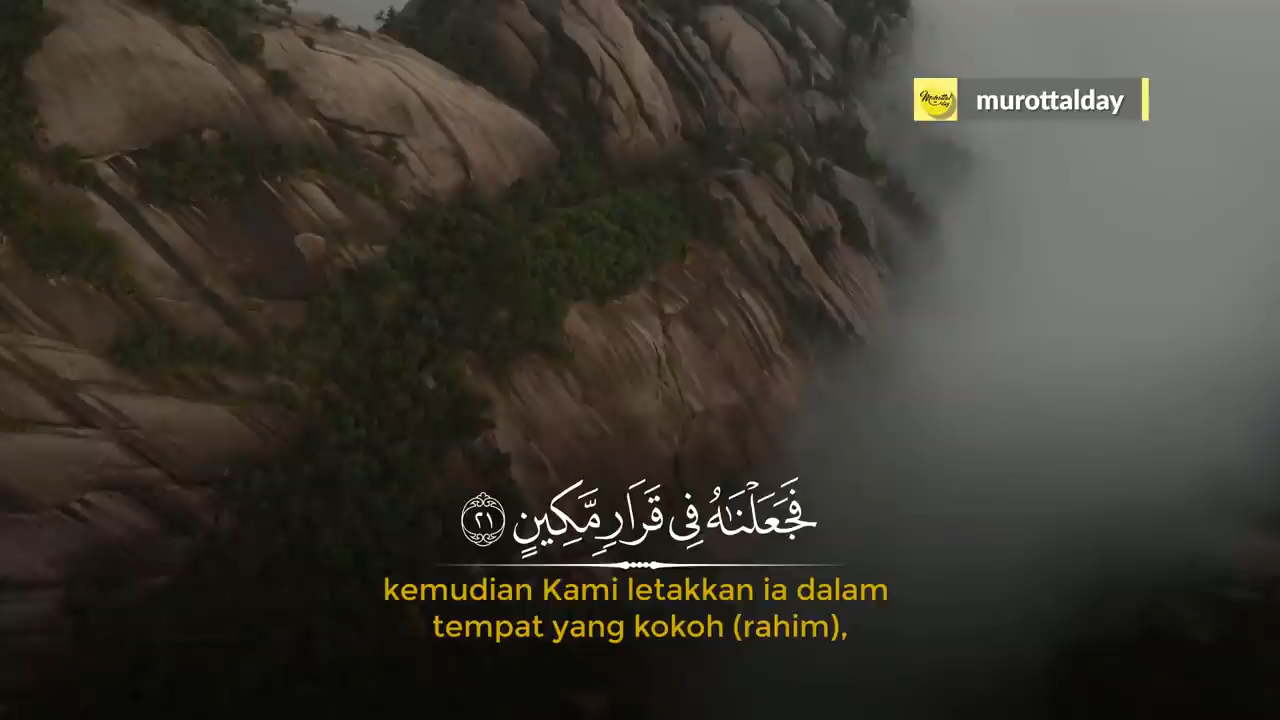 murottalday
فَجَعَلْنَٰهُ فِى قَرَارٍ مَّكِينٍ ٢١
kemudian Kami letakkan ia dalam
tempat yang kokoh (rahim),